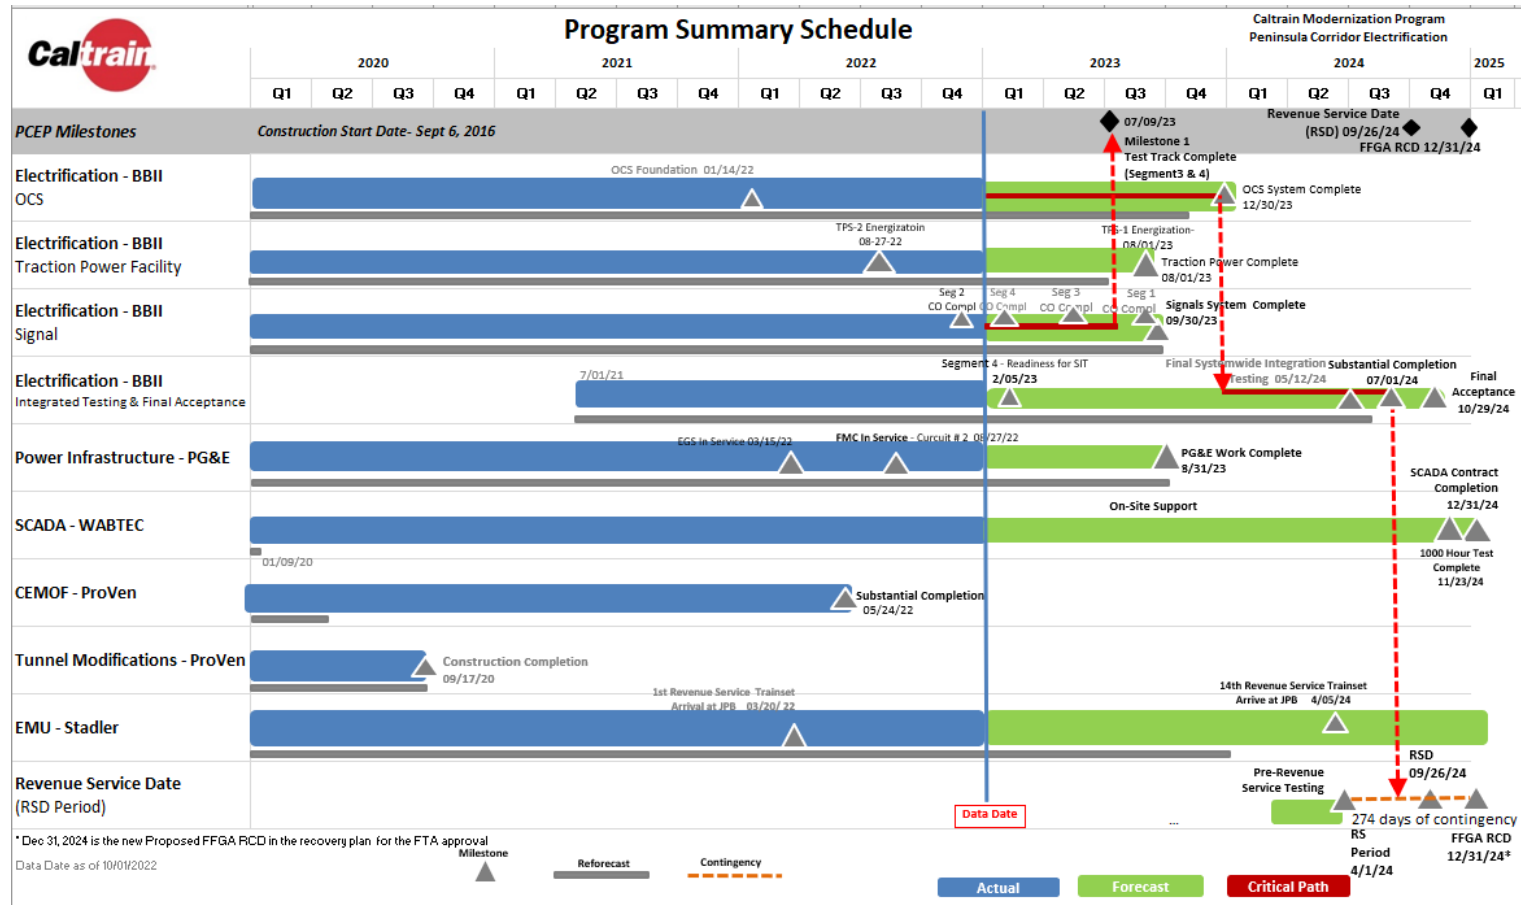 Caltrain
Program Summary Schedule
Caltrain Modernization Program
Peninsula Corridor Electrification
2020 2021 2022 2023 2024 2025
Q1 Q2 Q3 Q4 Q1 Q2 Q3 Q4 Q1 Q2 Q3 Q4 Q1 Q2 Q3 Q4 Q1 Q2 Q3 Q4 Q1
PCEP Milestones
Construction Start Date- Sept 6, 2016
07/09/23
Milestone 1
Test Track Complete
(Segment3 & 4)
Revenue Service Date
(RSD) 09/26/24
FFGA RCD 12/31/24
Electrification - BBII
OCS
OCS Foundation 01/14/22
OCS System Complete
12/30/23
Electrification - BBII
Traction Power Facility
TPS-2 Energizatoin
08-27-22
TPS-1 Energization-
08/01/23
Traction Power Complete
08/01/23
Electrification - BBII
Signal
Seg 2
CO Compl
Seg 4
CO Compl
Seg 3
CO Compl
Seg 1
CO Compl
Signals System Complete
09/30/23
Electrification - BBII
Integrated Testing & Final Acceptance
7/01/21
Segment 4 - Readiness for SIT
2/05/23
Final Systemwide Integration
Testing 05/12/24
Substantial Completion
07/01/24
Final
Acceptance
10/29/24
Power Infrastructure - PG&E
EGS In Service 03/15/22
FMC In Service - Curcuit # 2 08/27/22
PG&E Work Complete
8/31/23
SCADA - WABTEC
01/09/20
On-Site Support
SCADA Contract
Completion
12/31/24
1000 Hour Test
Complete
11/23/24
CEMOF - ProVen
Substantial Completion
05/24/22
Tunnel Modifications - ProVen
Construction Completion
09/17/20
EMU - Stadler
1st Revenue Service Trainset
Arrival at JPB 03/20/ 22
14th Revenue Service Trainset
Arrive at JPB 4/05/24
Revenue Service Date
(RSD Period)
Data Date
...
Pre-Revenue
Service Testing
RSD
09/26/24
274 days of contingency
RS
Period
4/1/24
FFGA RCD
12/31/24*
* Dec 31, 2024 is the new Proposed FFGA RCD in the recovery plan for the FTA approval
Data Date as of 10/01/2022
Milestone
Reforecast
Contingency
Actual
Forecast
Critical Path